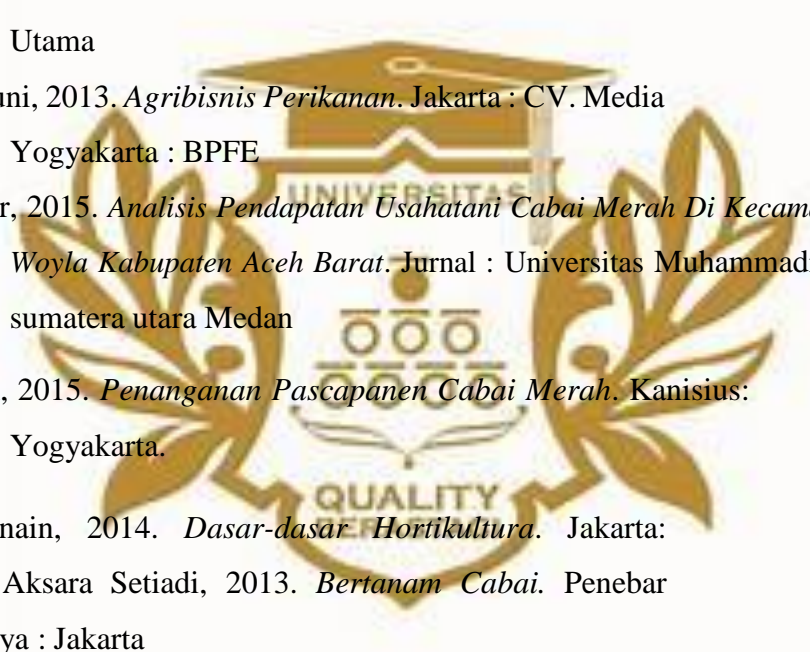 Utama
uni, 2013. Agribisnis Perikanan. Jakarta : CV. Media
Yogyakarta : BPFE
r, 2015. Analisis Pendapatan Usahatani Cabai Merah Di Kecam
UNIVERSITAS
Woyla Kabupaten Aceh Barat. Jurnal : Universitas Muhammad
sumatera utara Medan
, 2015. Penanganan Pascapanen Cabai Merah. Kanisius:
Yogyakarta.
QUALITY
nain, 2014. Dasar-dasar Hortikultura. Jakarta:
Aksara Setiadi, 2013. Bertanam Cabai. Penebar
ya : Jakarta